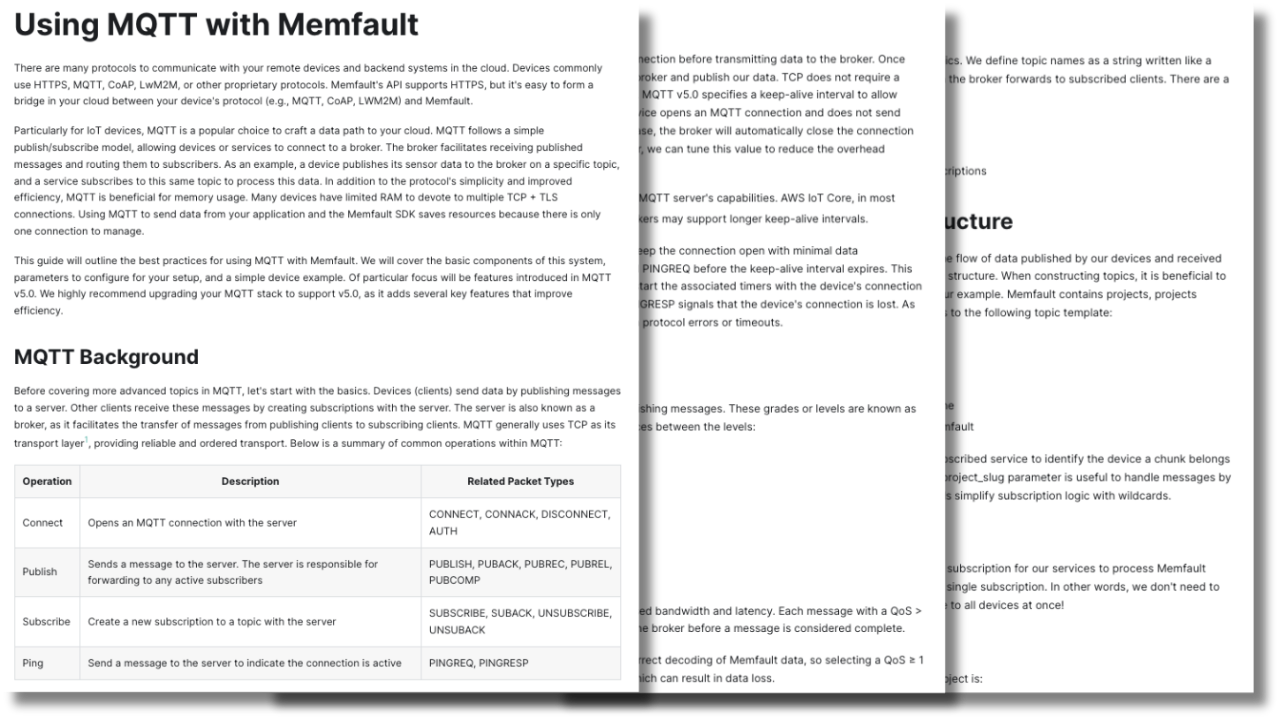 Using MQTT with Memfault
There are many protocols to communicate with your remote devices and backend systems in the cloud. Devices commonly
use HTTPS, MQTT, CoAP, LwM2M, or other proprietary protocols. Memfault's API supports HTTPS, but it's easy to form a
bridge in your cloud between your device's protocol (e.g., MQTT, CoAP, LWM2M) and Memfault.
Particularly for IoT devices, MQTT is a popular choice to craft a data path to your cloud. MQTT follows a simple
publish/subscribe model, allowing devices or services to connect to a broker. The broker facilitates receiving published
messages and routing them to subscribers. As an example, a device publishes its sensor data to the broker on a specific topic,
and a service subscribes to this same topic to process this data. In addition to the protocol's simplicity and improved
efficiency, MQTT is beneficial for memory usage. Many devices have limited RAM to devote to multiple TCP + TLS
connections. Using MQTT to send data from your application and the Memfault SDK saves resources because there is only
one connection to manage.
This guide will outline the best practices for using MQTT with Memfault. We will cover the basic components of this system,
parameters to configure for your setup, and a simple device example. Of particular focus will be features introduced in MQTT
v5.0. We highly recommend upgrading your MQTT stack to support v5.0, as it adds several key features that improve
efficiency.
MQTT Background
Before covering more advanced topics in MQTT, let's start with the basics. Devices (clients) send data by publishing messages
to a server. Other clients receive these messages by creating subscriptions with the server. The server is also known as a
broker, as it facilitates the transfer of messages from publishing clients to subscribing clients. MQTT generally uses TCP as its
transport layer1, providing reliable and ordered transport. Below is a summary of common operations within MQTT:
Operation Description Related Packet Types
Connect Opens an MQTT connection with the server CONNECT, CONNACK, DISCONNECT,
AUTH
Publish Sends a message to the server. The server is responsible for PUBLISH, PUBACK, PUBREC, PUBREL,
forwarding to any active subscribers PUBCOMP
Subscribe Create a new subscription to a topic with the server SUBSCRIBE, SUBACK, UNSUBSCRIBE,
UNSUBACK
Ping Send a message to the server to indicate the connection is active PINGREQ, PINGRESP
nection before transmitting data to the broker. Once
roker and publish our data. TCP does not require a
MQTT v5.0 specifies a keep-alive interval to allow
vice opens an MQTT connection and does not send
se, the broker will automatically close the connection
, we can tune this value to reduce the overhead
MQTT server's capabilities. AWS IoT Core, in most
kers may support longer keep-alive intervals.
eep the connection open with minimal data
PINGREQ before the keep-alive interval expires. This
tart the associated timers with the device's connection
GRESP signals that the device's connection is lost. As
protocol errors or timeouts.
shing messages. These grades or levels are known as
es between the levels:
ed bandwidth and latency. Each message with a QoS >
he broker before a message is considered complete.
rrect decoding of Memfault data, so selecting a QoS ≥ 1
hich can result in data loss.
ics. We define topic names as a string written like a
the broker forwards to subscribed clients. There are a
criptions
ucture
e flow of data published by our devices and received
structure. When constructing topics, it is beneficial to
ur example. Memfault contains projects, projects
s to the following topic template:
ne
mfault
bscribed service to identify the device a chunk belongs
project_slug parameter is useful to handle messages by
s simplify subscription logic with wildcards.
subscription for our services to process Memfault
single subscription. In other words, we don't need to
to all devices at once!
ject is: